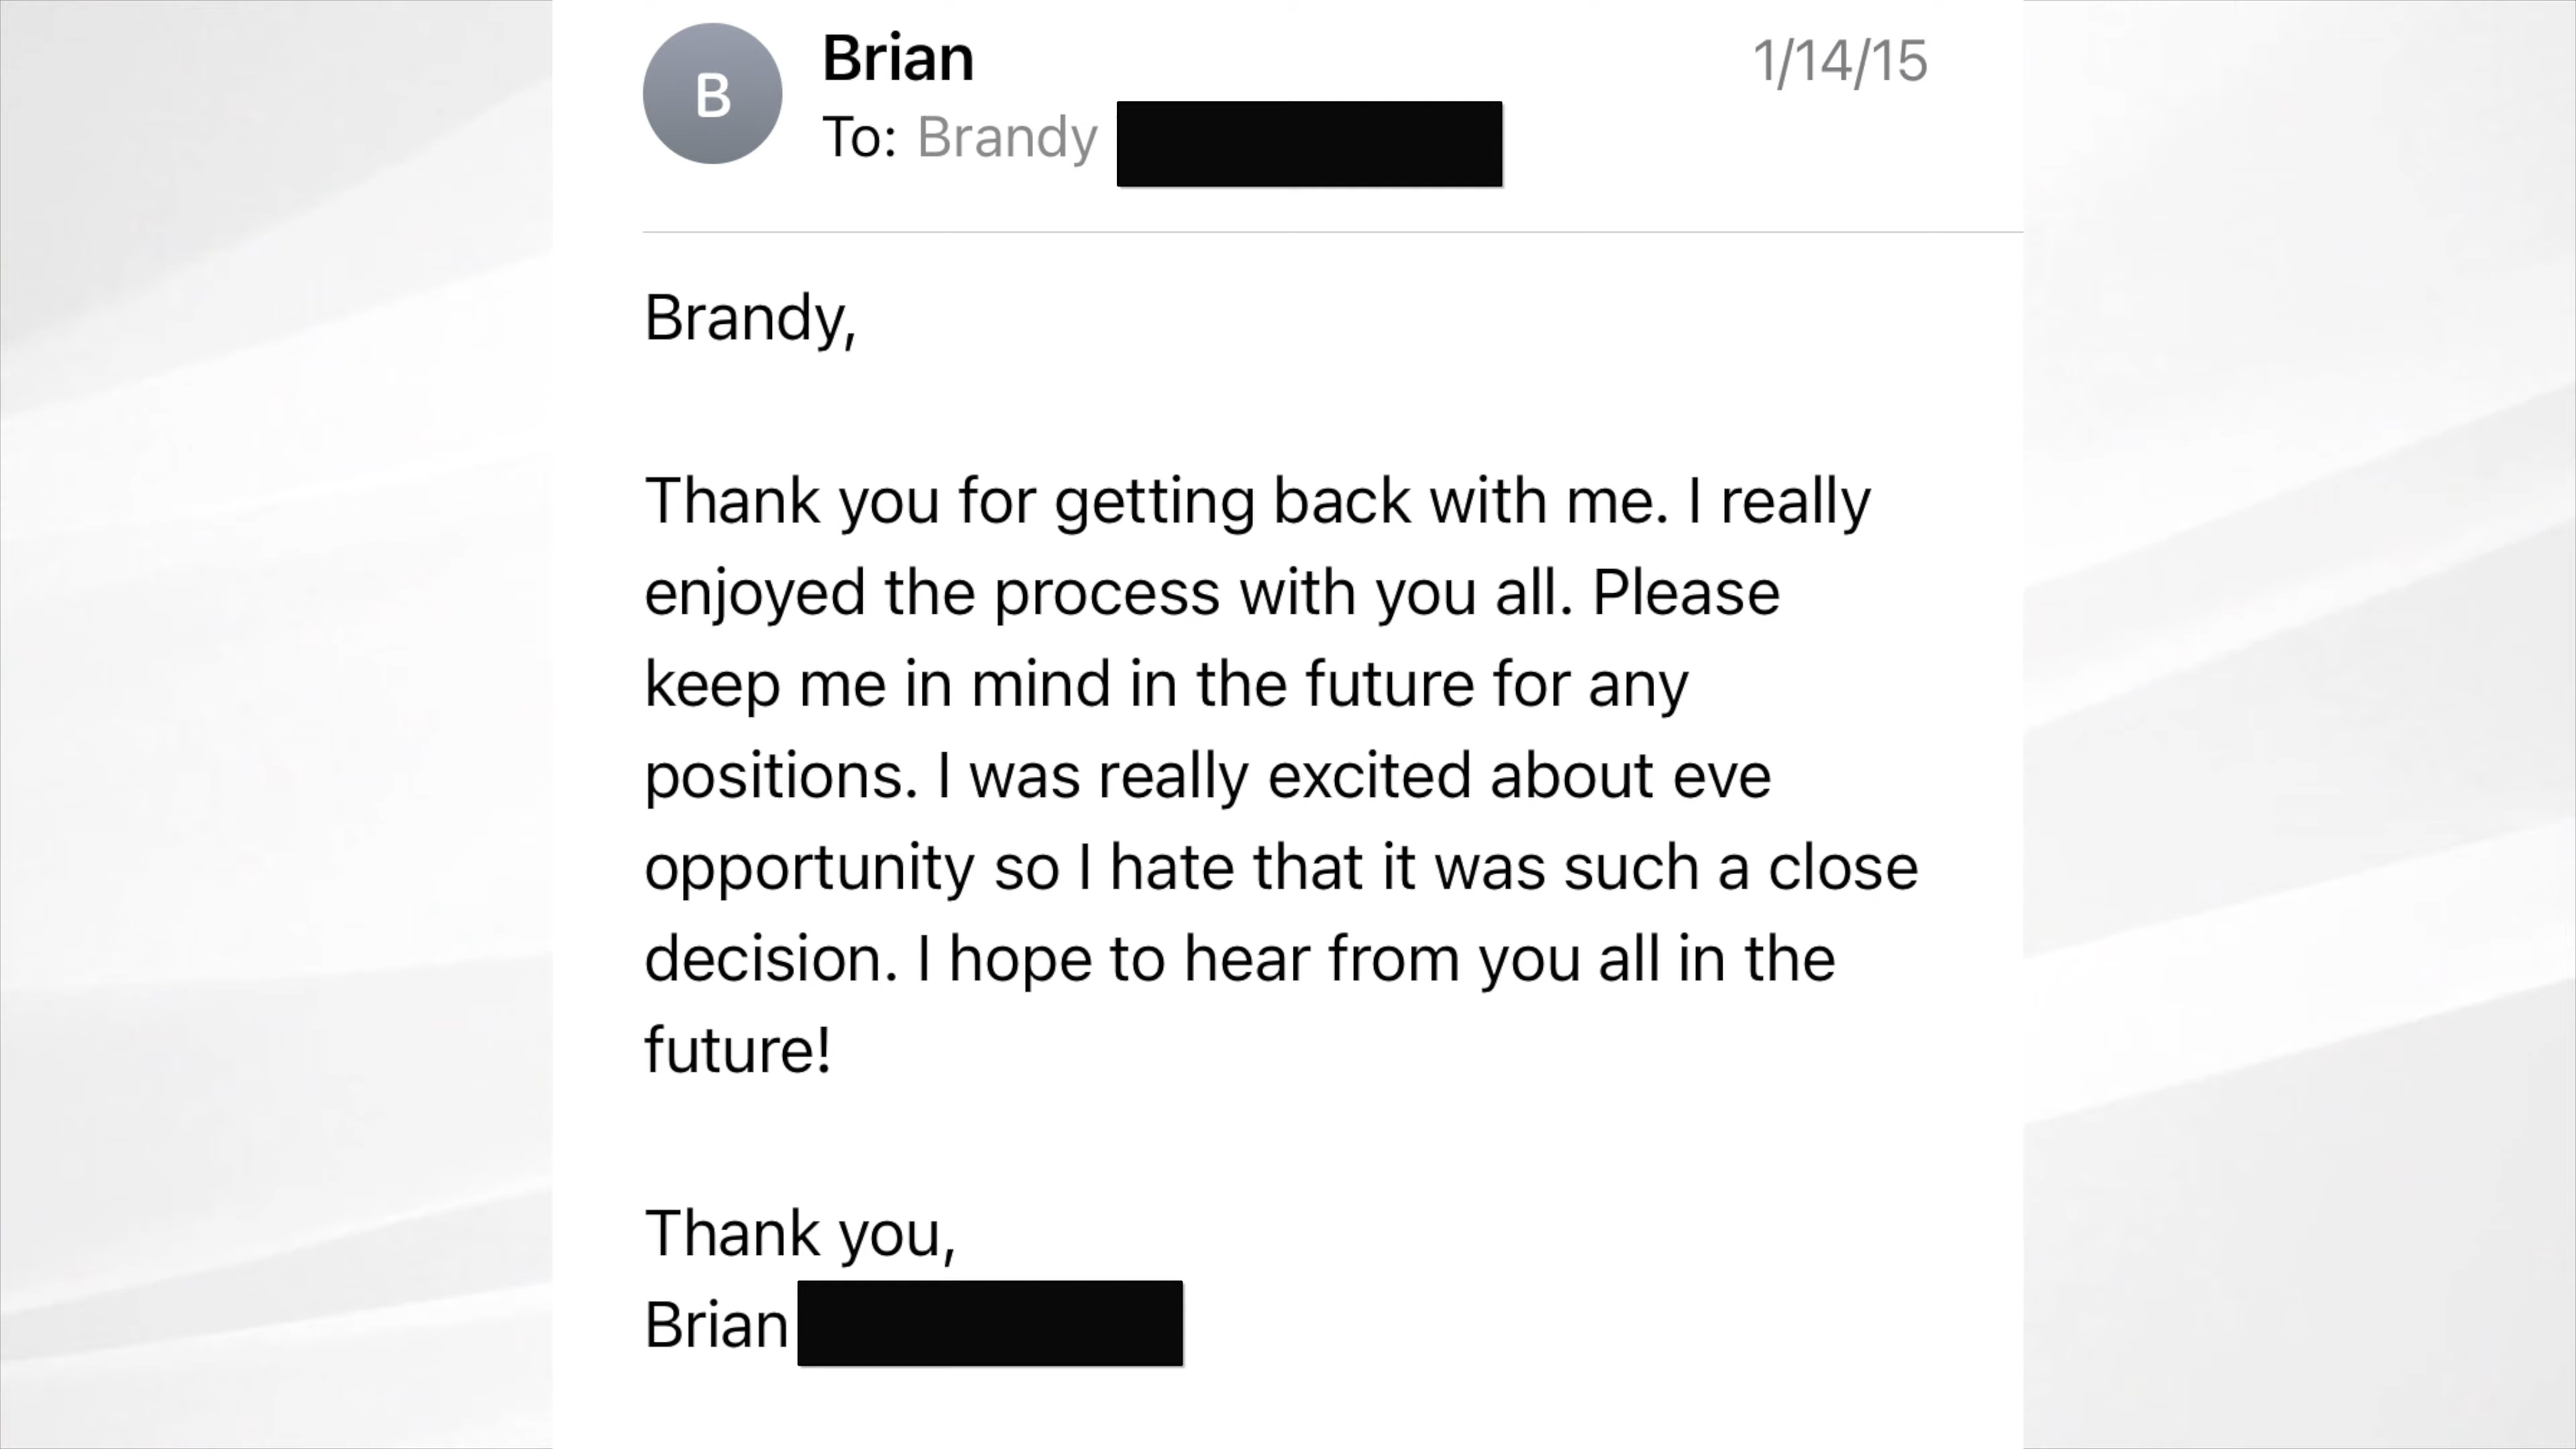 B
Brian
1/14/15
To: Brandy
Brandy,
Thank you for getting back with me. I really
enjoyed the process with you all. Please
keep me in mind in the future for any
positions. I was really excited about eve
opportunity so I hate that it was such a close
decision. I hope to hear from you all in the
future!
Thank you,
Brian